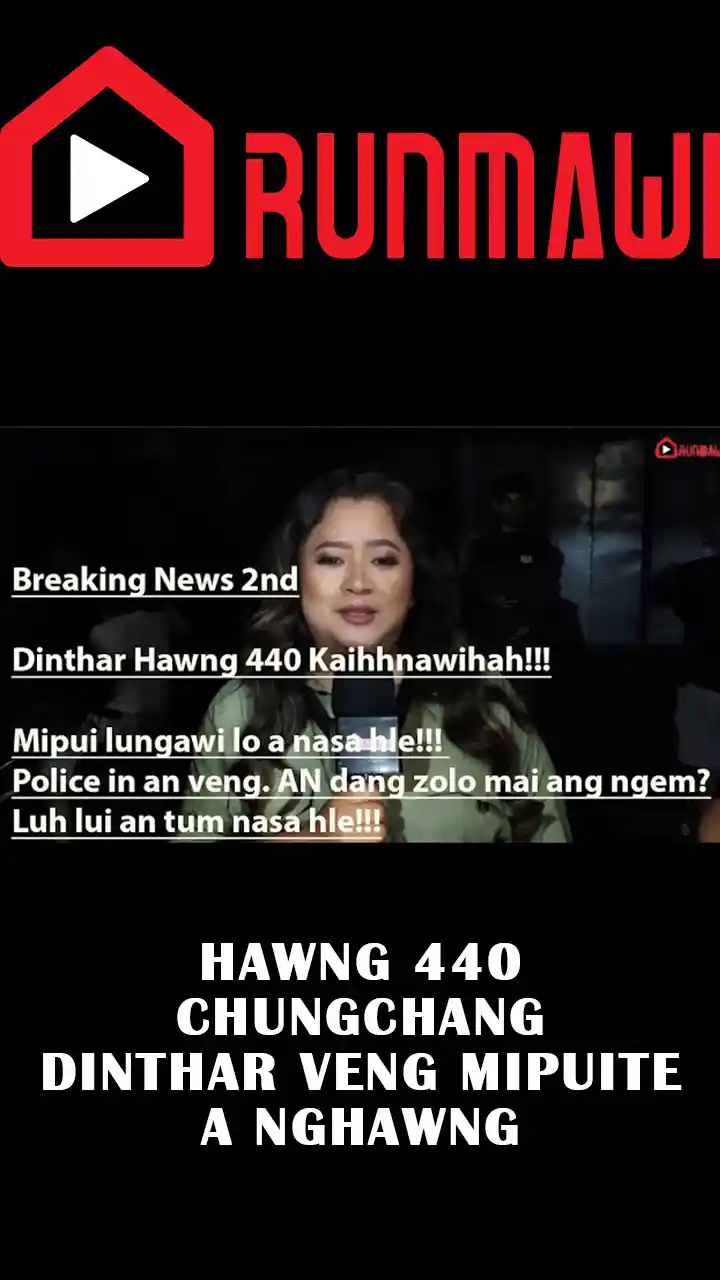 RUNMAWI
Breaking News 2nd
Dinthar Hawng 440 Kaihhnawihah!!!
Mipui lungawi lo a nasa hle!!!
Police in an veng. AN dang zolo mai ang ngem?
Luh lui an tum nasa hle!!!
HAWNG 440
CHUNGCHANG
DINTHAR VENG MIPUITE
A NGHAWNG